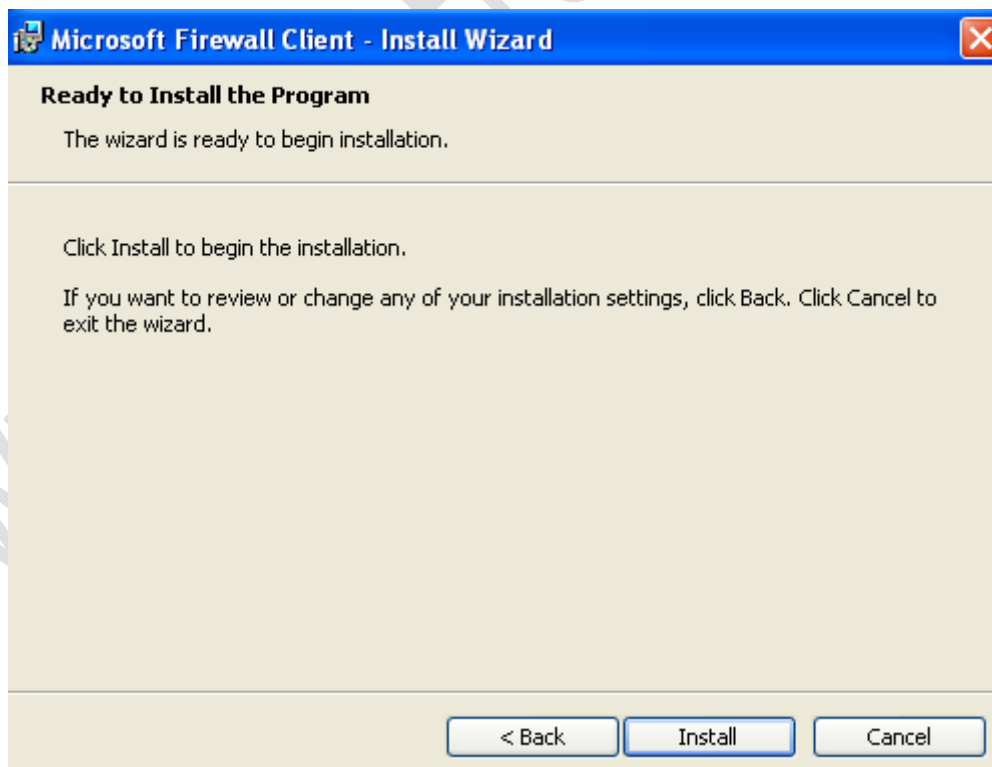 Microsoft Firewall Client - Install Wizard
Ready to Install the Program
The wizard is ready to begin installation.
Click Install to begin the installation.
If you want to review or change any of your installation settings, click Back. Click Cancel to
exit the wizard.
< Back Install Cancel